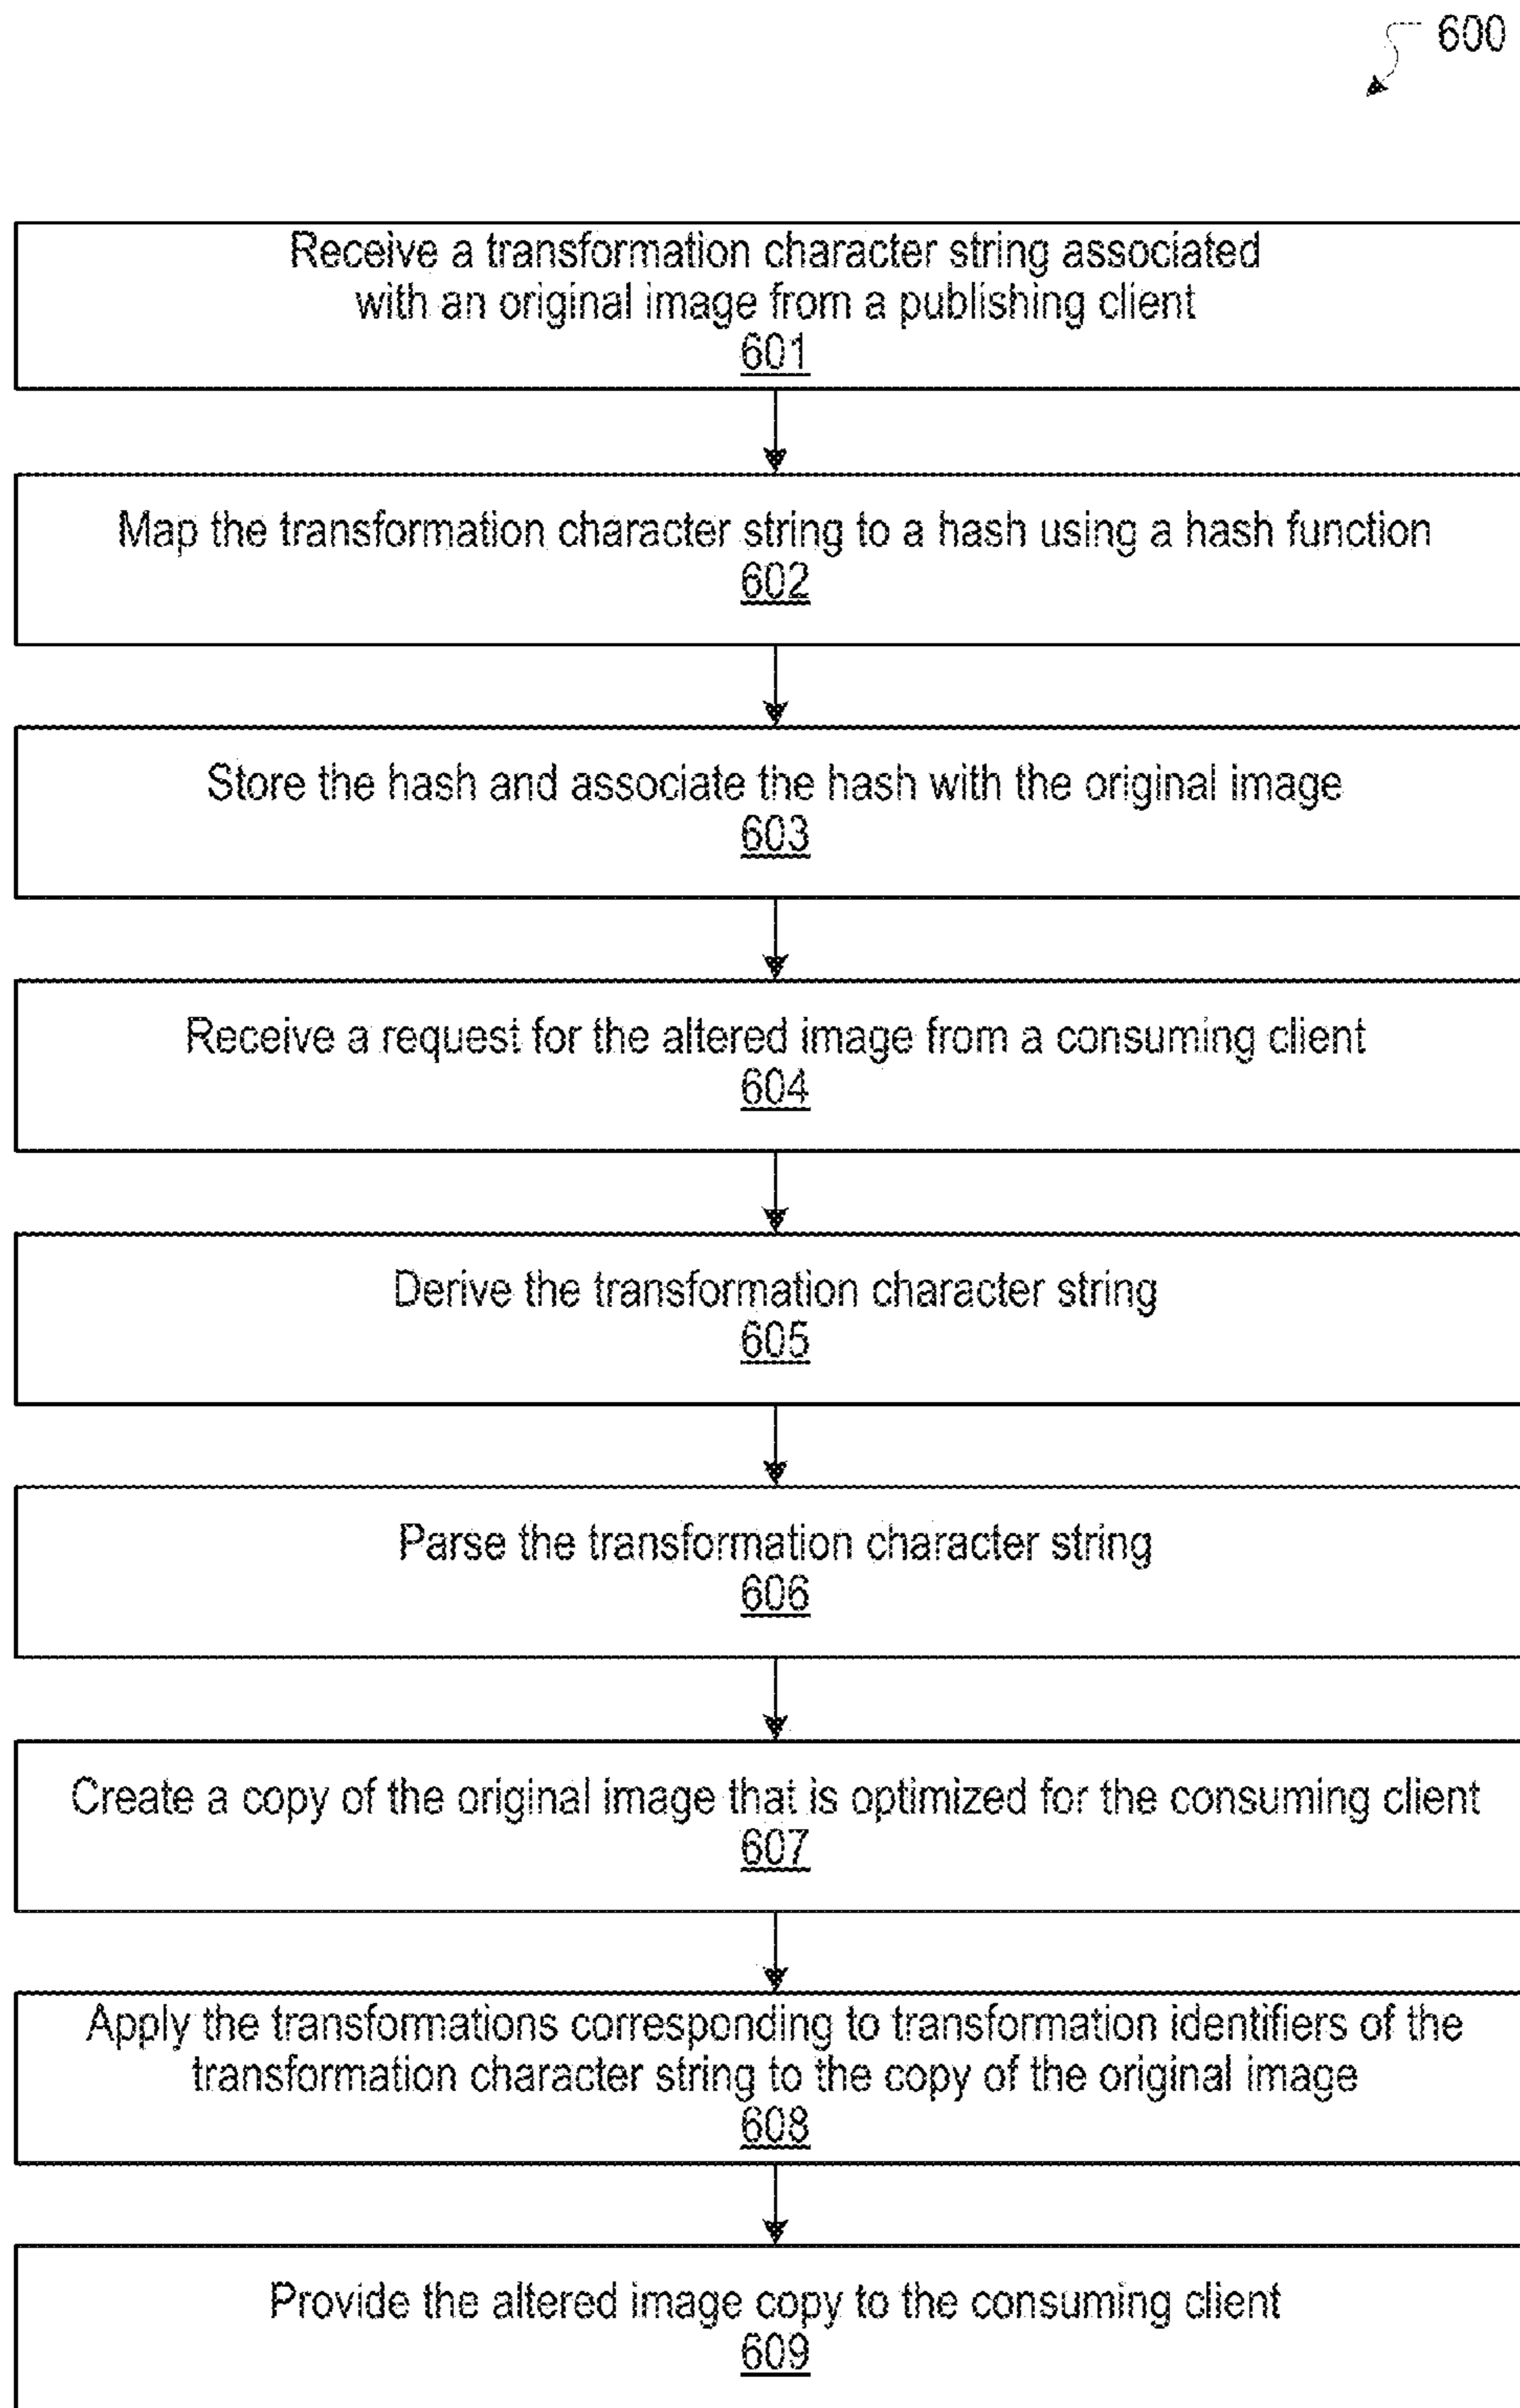 600
Receive a transformation character string associated
with an original image from a publishing client
601
Map the transformation character string to a hash using a hash function
602
Store the hash and associate the hash with the original image
603
Receive a request for the altered image from a consuming client
604
Derive the transformation character string
605
Parse the transformation character string
606
Create a copy of the original image that is optimized for the consuming client
607
Apply the transformations corresponding to transformation identifiers of the
transformation character string to the copy of the original image
608
Provide the altered image copy to the consuming client
609